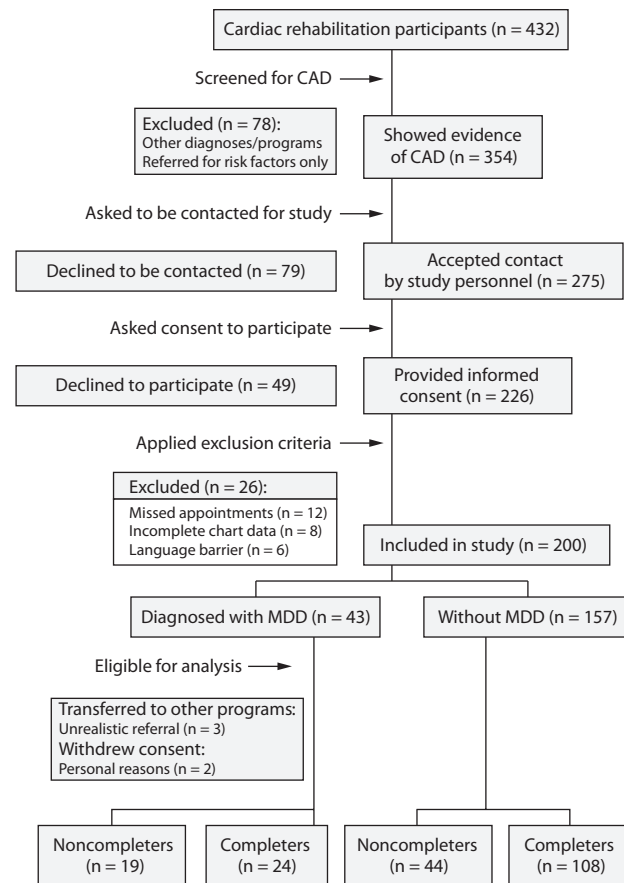 Cardiac rehabilitation participants (n = 432)
Screened for CAD
Excluded (n = 78):
Other diagnoses/programs
Referred for risk factors only
Showed evidence
of CAD (n = 354)
Asked to be contacted for study
Declined to be contacted (n = 79)
Accepted contact
by study personnel (n = 275)
Asked consent to participate
Declined to participate (n = 49)
Provided informed
consent (n = 226)
Applied exclusion criteria
Excluded (n = 26):
Missed appointments (n = 12)
Incomplete chart data (n = 8)
Language barrier (n = 6)
Included in study (n = 200)
Diagnosed with MDD (n = 43)
Without MDD (n = 157)
Eligible for analysis
Transferred to other programs:
Unrealistic referral (n = 3)
Withdrew consent:
Personal reasons (n = 2)
Noncompleters
(n = 19)
Completers
(n = 24)
Noncompleters
(n = 44)
Completers
(n = 108)